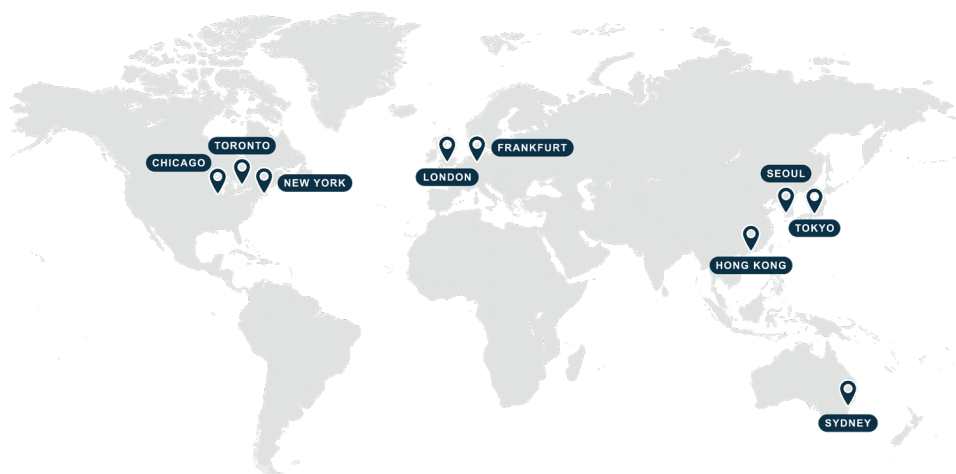 TORONTO
CHICAGO
NEW YORK
FRANKFURT
LONDON
SEOUL
TOKYO
HONG KONG
SYDNEY